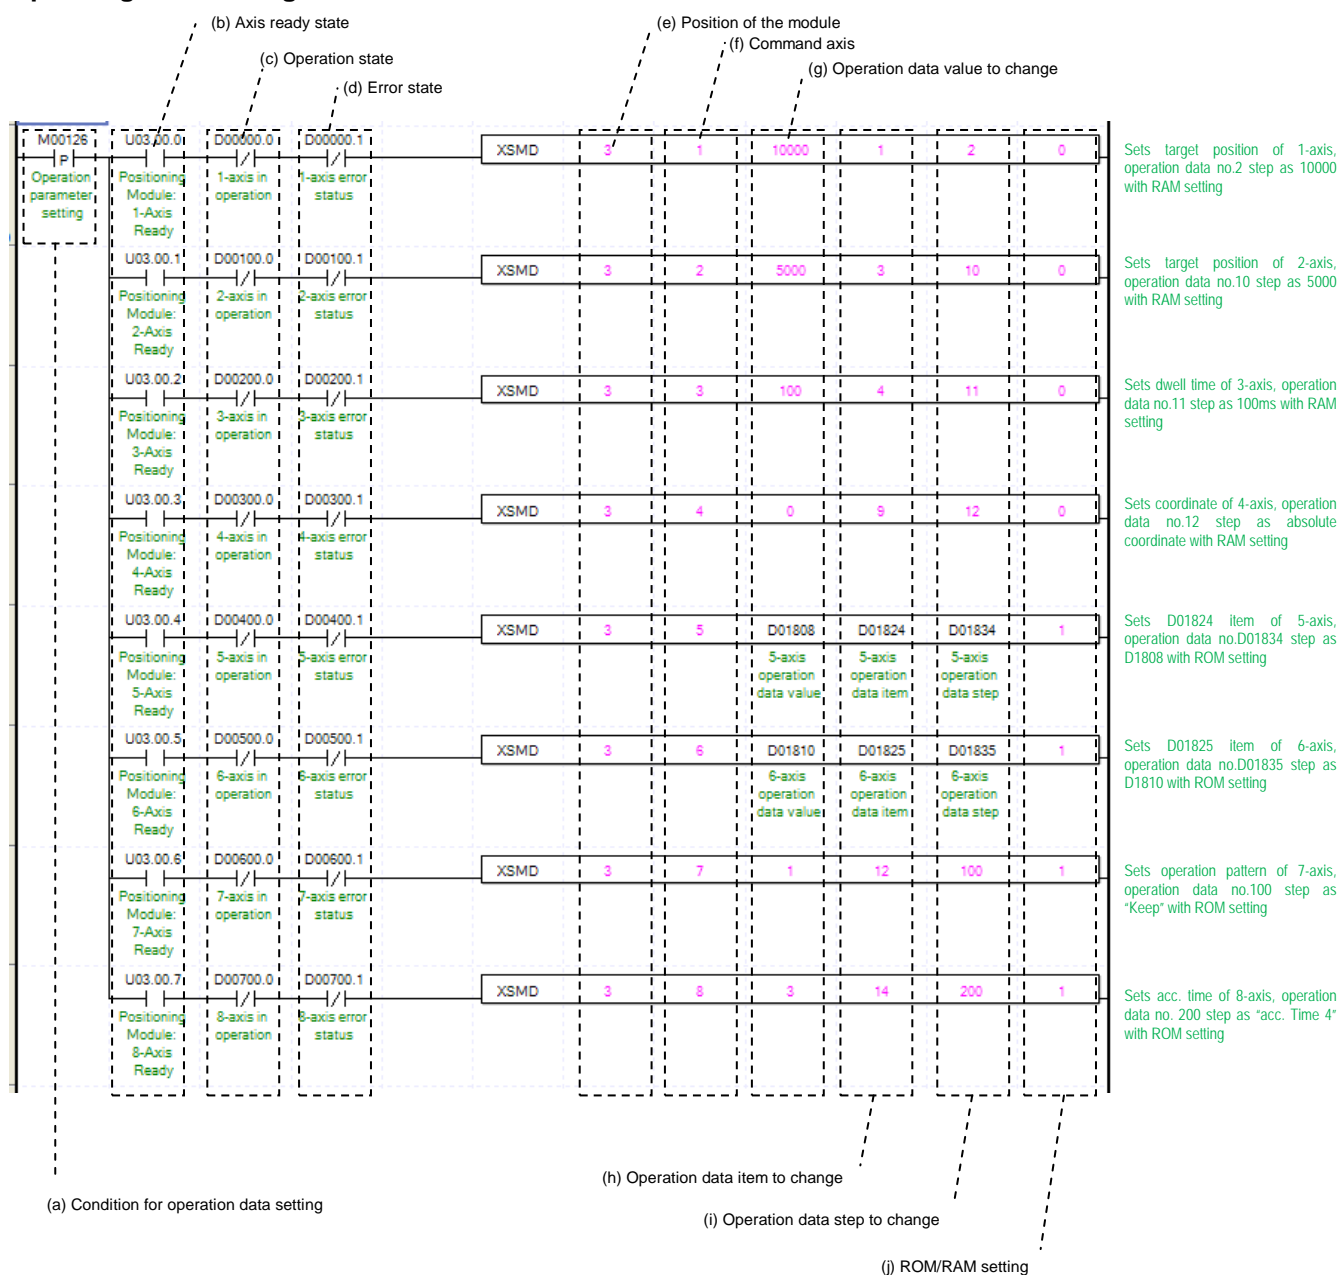 (b) Axis ready state
(e) Position of the module
(f) Command axis
(c) Operation state
(g) Operation data value to change
(d) Error state
M00126 U03.00.0 D00000.0 D00000.1
P
XSMD 3 1 10000 1 2 0
Operation
parameter
setting
Positioning
Module:
1-Axis
Ready
1-axis in
operation
1-axis error
status
Sets target position of 1-axis,
operation data no.2 step as 10000
with RAM setting
U03.00.1 D00100.0 D00100.1
XSMD 3 2 5000 3 10 0
Positioning
Module:
2-Axis
Ready
2-axis in
operation
2-axis error
status
Sets target position of 2-axis,
operation data no.10 step as 5000
with RAM setting
U03.00.2 D00200.0 D00200.1
XSMD 3 3 100 4 11 0
Positioning
Module:
3-Axis
Ready
3-axis in
operation
3-axis error
status
Sets dwell time of 3-axis, operation
data no.11 step as 100ms with RAM
setting
U03.00.3 D00300.0 D00300.1
XSMD 3 4 0 9 12 0
Positioning
Module:
4-Axis
Ready
4-axis in
operation
4-axis error
status
Sets coordinate of 4-axis, operation
data no.12 step as absolute
coordinate with RAM setting
U03.00.4 D00400.0 D00400.1
XSMD 3 5 D01808 D01824 D01834 1
Positioning
Module:
5-Axis
Ready
5-axis in
operation
5-axis error
status
5-axis
operation
data value
5-axis
operation
data item
5-axis
operation
data step
Sets D01824 item of 5-axis,
operation data no.D01834 step as
D1808 with ROM setting
U03.00.5 D00500.0 D00500.1
XSMD 3 6 D01810 D01825 D01835 1
Positioning
Module:
6-Axis
Ready
6-axis in
operation
6-axis error
status
6-axis
operation
data value
6-axis
operation
data item
6-axis
operation
data step
Sets D01825 item of 6-axis,
operation data no.D01835 step as
D1810 with ROM setting
U03.00.6 D00600.0 D00600.1
XSMD 3 7 1 12 100 1
Positioning
Module:
7-Axis
Ready
7-axis in
operation
7-axis error
status
Sets operation pattern of 7-axis,
operation data no.100 step as
“Keep” with ROM setting
U03.00.7 D00700.0 D00700.1
XSMD 3 8 3 14 200 1
Positioning
Module:
8-Axis
Ready
8-axis in
operation
8-axis error
status
Sets acc. time of 8-axis, operation
data no. 200 step as “acc. Time 4”
with ROM setting
(h) Operation data item to change
(a) Condition for operation data setting
(i) Operation data step to change
(j) ROM/RAM setting